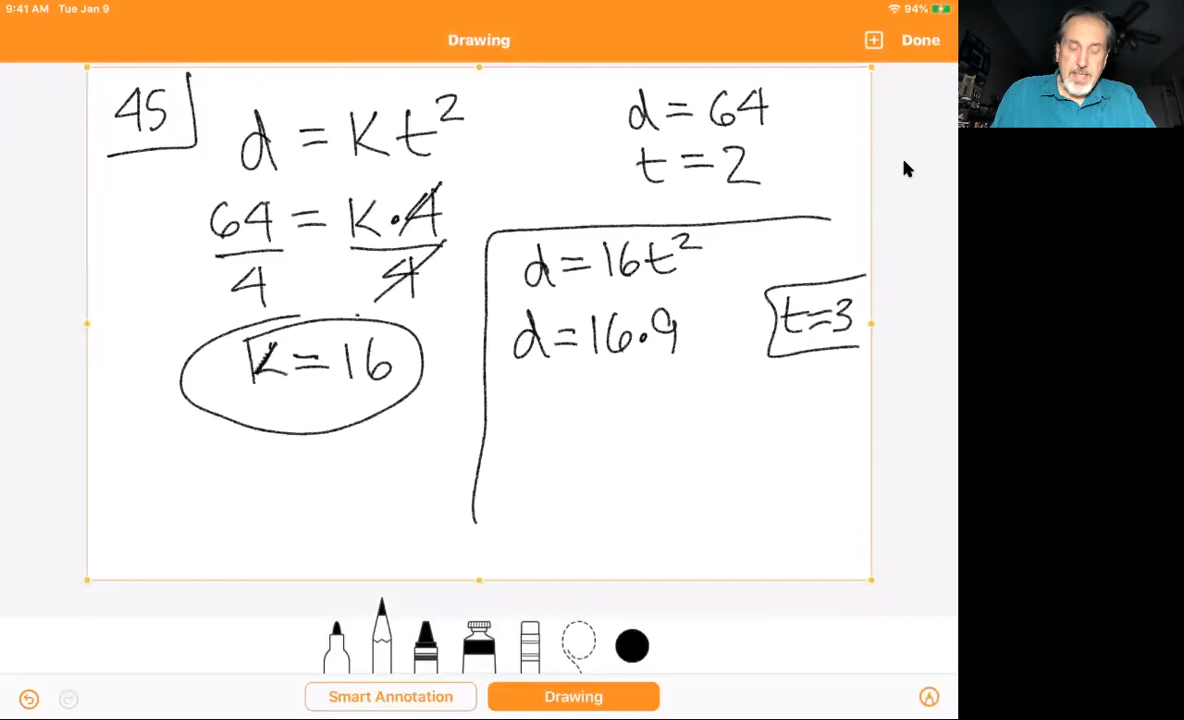 9:41 AM Tue Jan 9
94%
Drawing
Done
45
d = Kt²
64 = K·4
4 4
K = 16
d = 64
t = 2
d = 16t²
d = 16·9
t = 3
Smart Annotation
Drawing